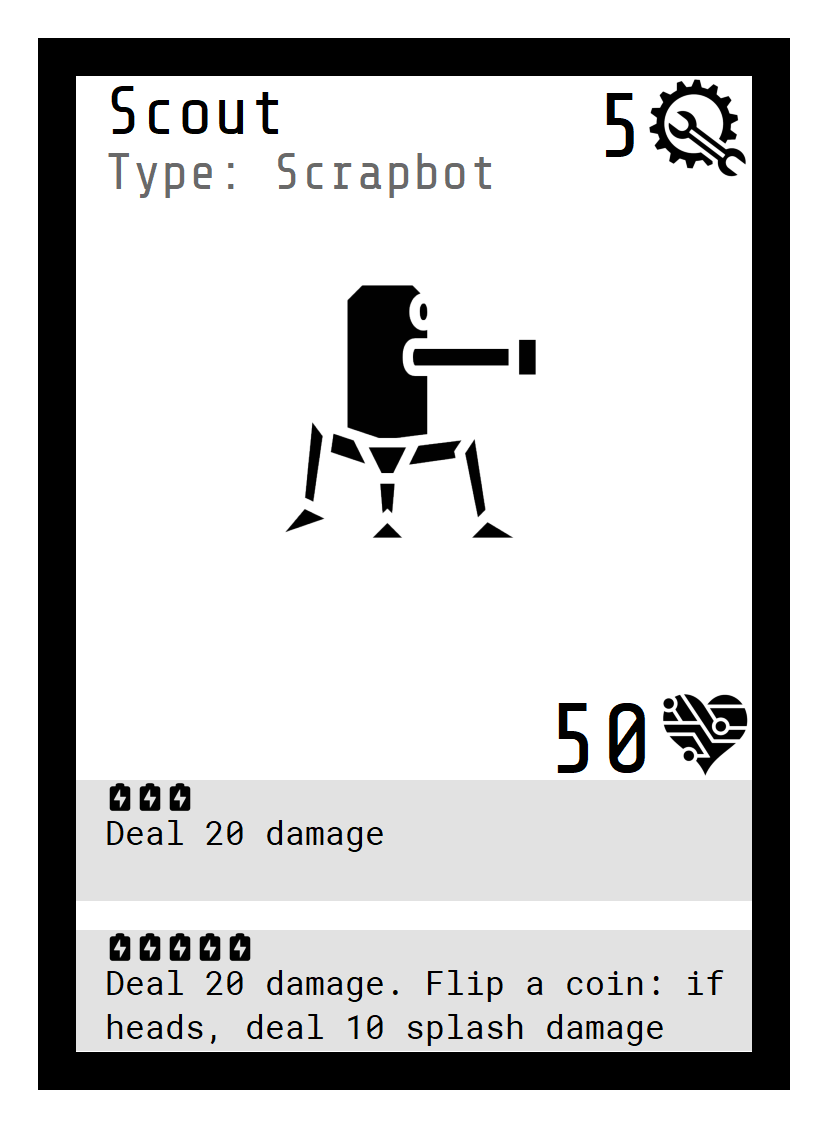 Scout
5
Type: Scrapbot
50
Deal 20 damage
Deal 20 damage. Flip a coin: if
heads, deal 10 splash damage